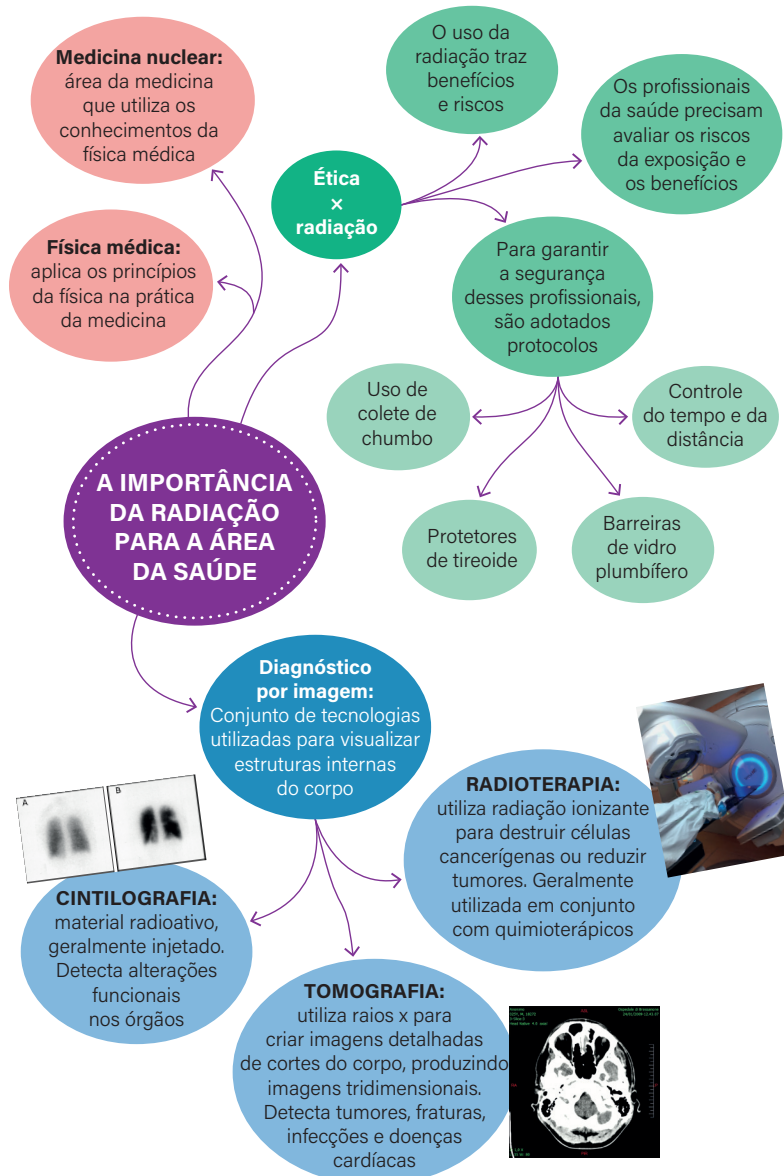 Medicina nuclear:
área da medicina
que utiliza os
conhecimentos da
física médica
Física médica:
aplica os princípios
da física na prática
da medicina
Ética
×
radiação
O uso da
radiação traz
benefícios
e riscos
Os profissionais
da saúde precisam
avaliar os riscos
da exposição e
os benefícios
Para garantir
a segurança
desses profissionais,
são adotados
protocolos
Uso de
colete de
chumbo
Controle
do tempo e da
distância
Protetores
de tireoide
Barreiras
de vidro
plumbífero
A IMPORTÂNCIA
DA RADIAÇÃO
PARA A ÁREA
DA SAÚDE
Diagnóstico
por imagem:
Conjunto de tecnologias
utilizadas para visualizar
estruturas internas
do corpo
A
B
CINTILOGRAFIA:
material radioativo,
geralmente injetado.
Detecta alterações
funcionais
nos órgãos
RADIOTERAPIA:
utiliza radiação ionizante
para destruir células
cancerígenas ou reduzir
tumores. Geralmente
utilizada em conjunto
com quimioterápicos
TOMOGRAFIA:
utiliza raios x para
criar imagens detalhadas
de cortes do corpo, produzindo
imagens tridimensionais.
Detecta tumores, fraturas,
infecções e doenças
cardíacas